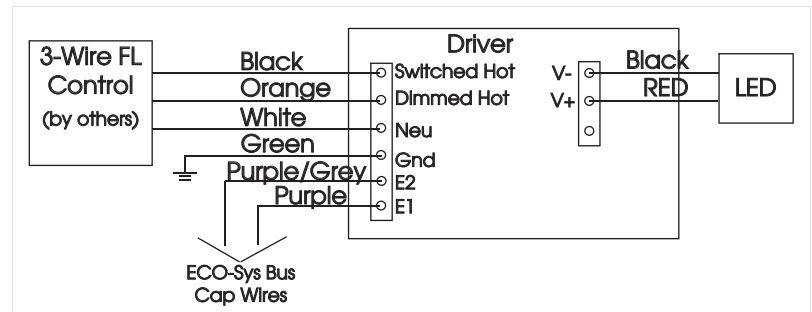 3-Wire FL
Control
(by others)
Black
Orange
White
Green
Purple/Grey
Purple
ECO-Sys Bus
Cap Wires
Driver
Switched Hot
Dimmed Hot
Neu
Gnd
E2
E1
V-
V+
Black
RED
LED